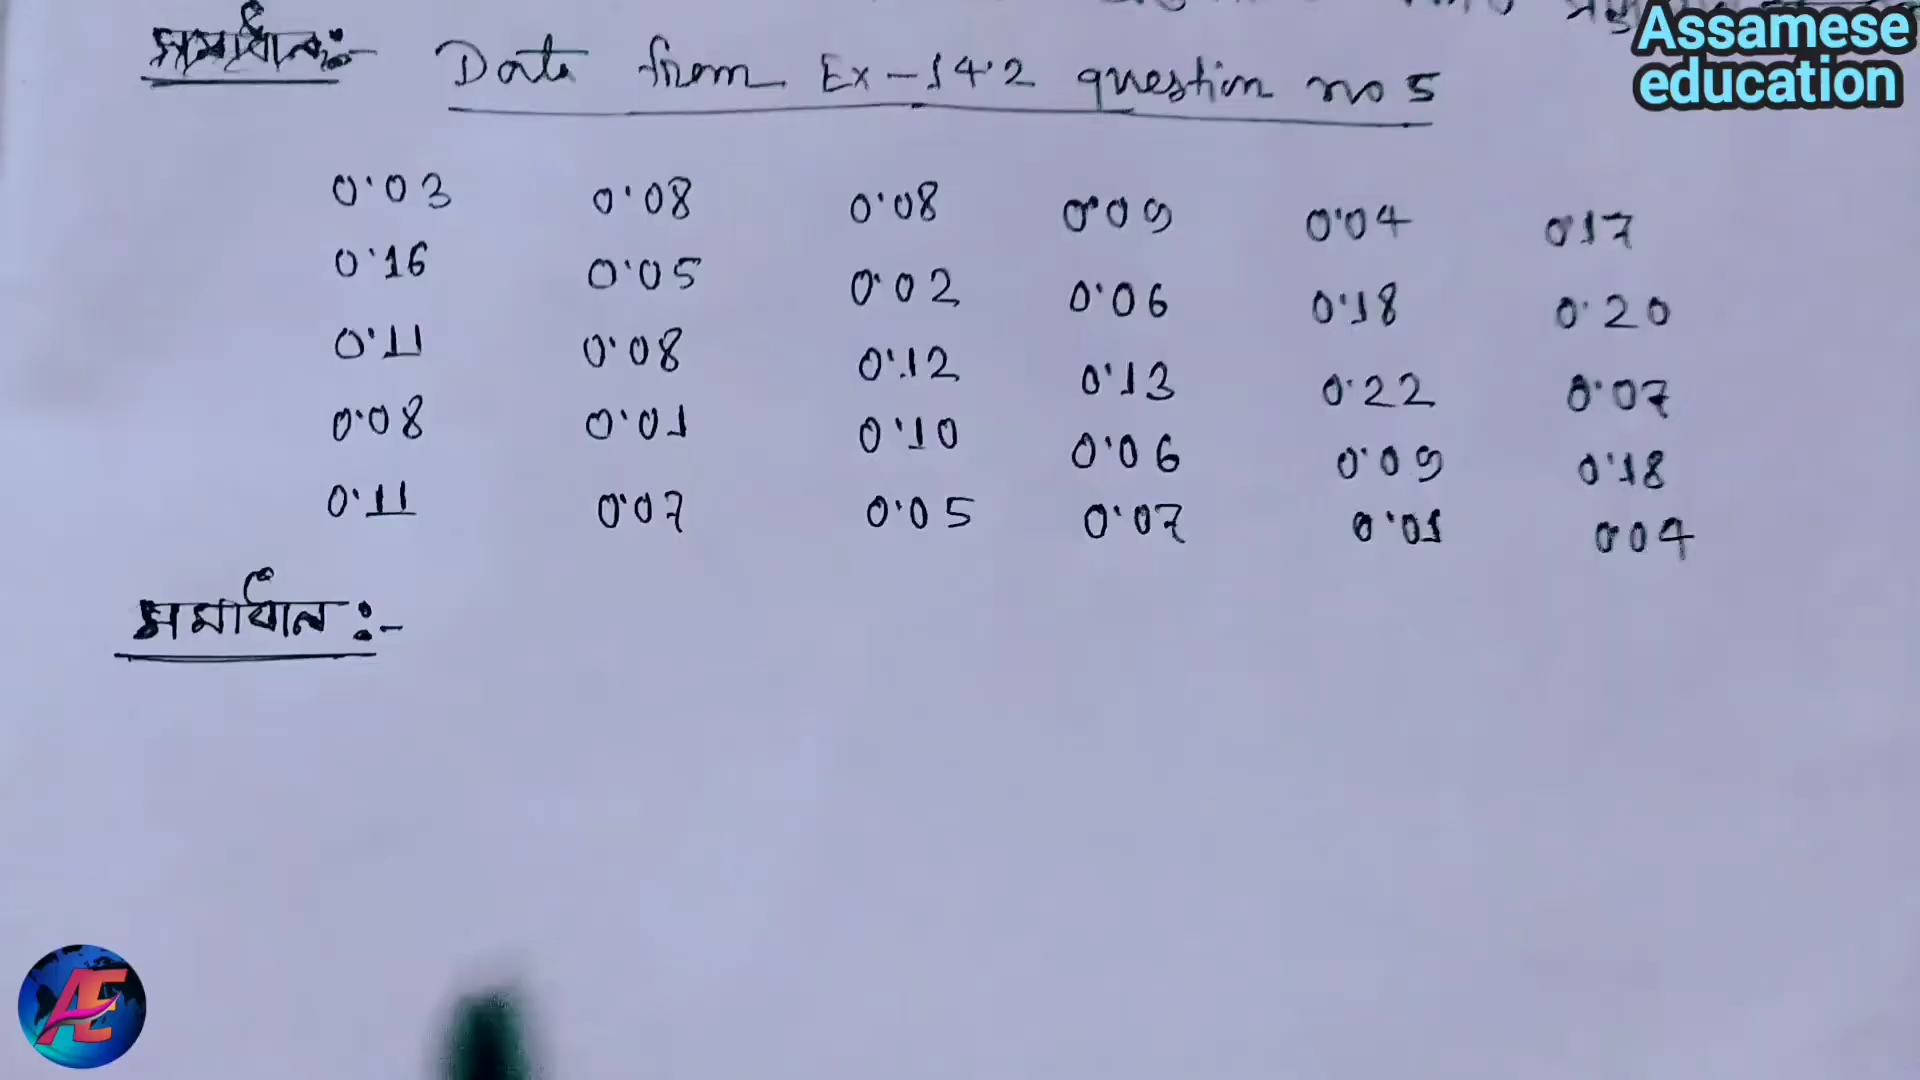 Assamese
education
সমাধান:- Data from Ex-14.2 question no 5
0.03 0.08 0.08 0.09 0.04 0.17
0.16 0.05 0.02 0.06 0.18 0.20
0.11 0.08 0.12 0.13 0.22 0.07
0.08 0.01 0.10 0.06 0.09 0.18
0.11 0.07 0.05 0.07 0.01 0.04
সমাধান:-
AE